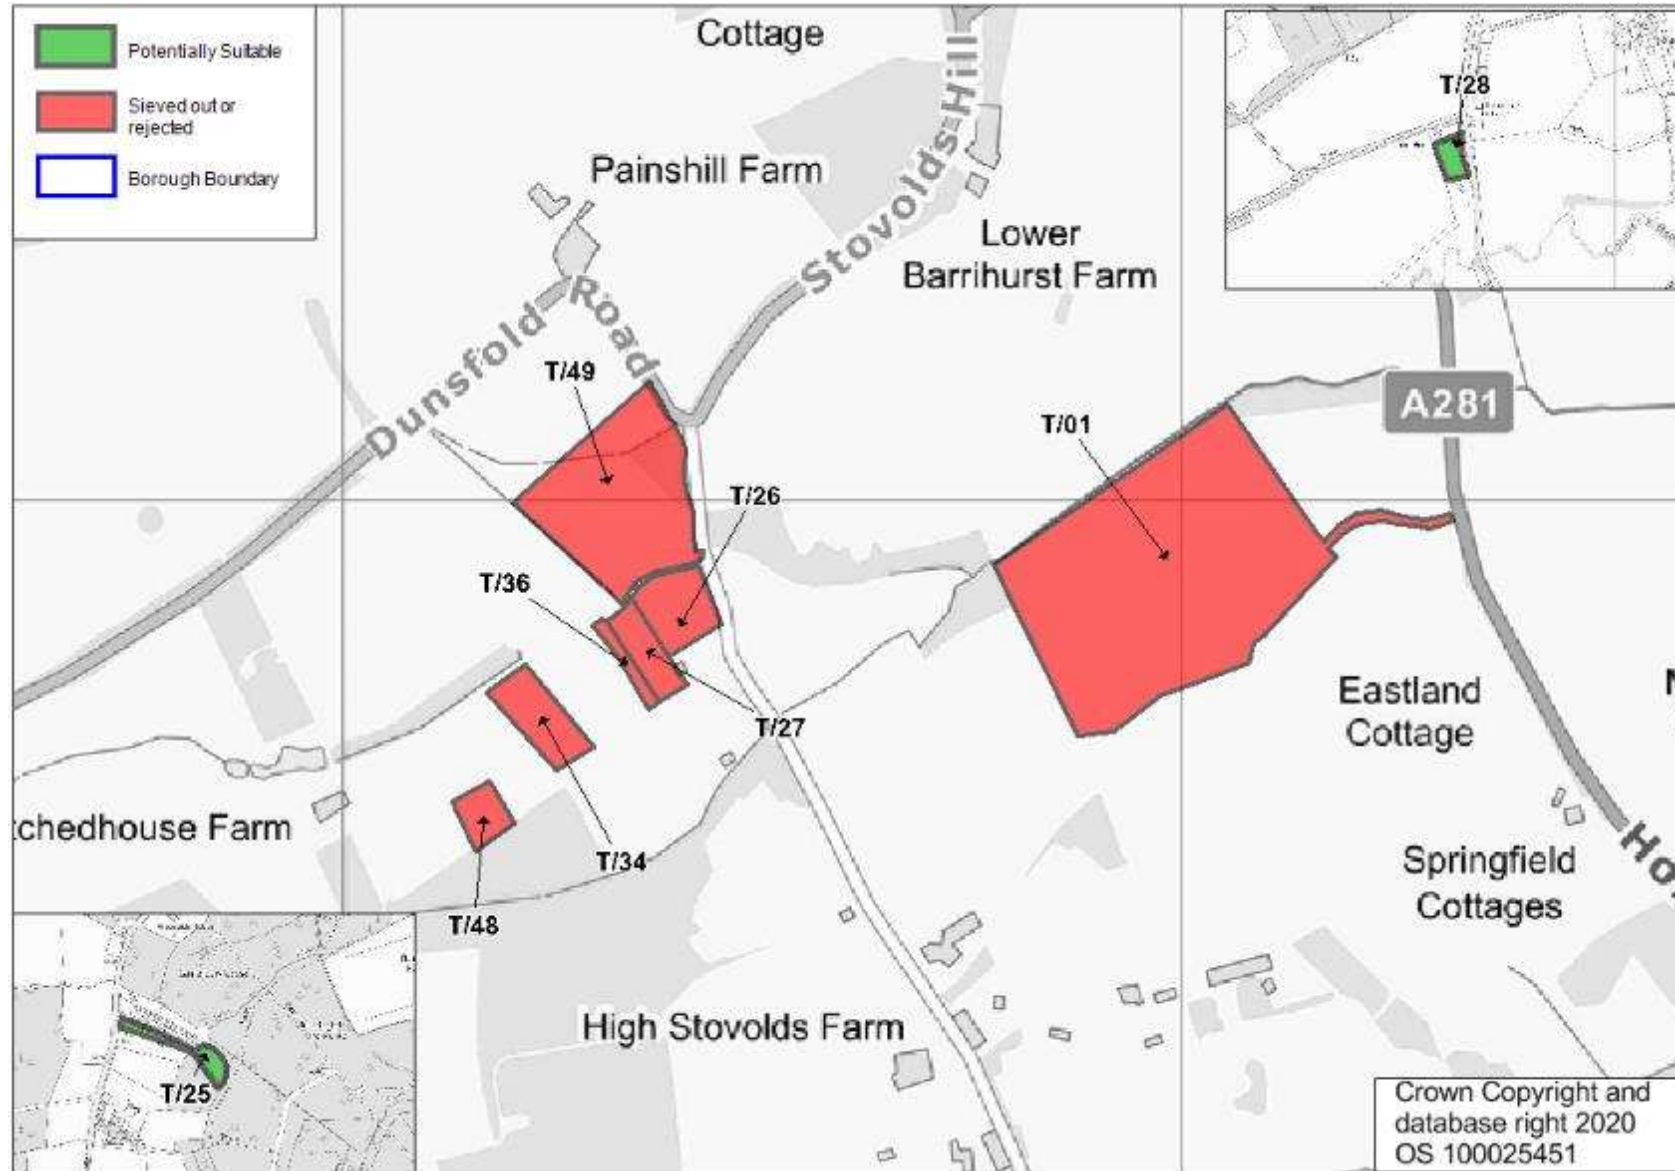 Potentially Suitable
Sieved out or
rejected
Borough Boundary
Cottage
Stovolds Hill
T/28
Painshill Farm
Lower
Barrihurst Farm
Dunsfold Road
T/49
A281
T/01
T/26
T/36
T/27
Eastland
Cottage
tchedhouse Farm
T/34
Springfield
Cottages
Ho
T/48
High Stovolds Farm
T/25
Crown Copyright and
database right 2020
OS 100025451